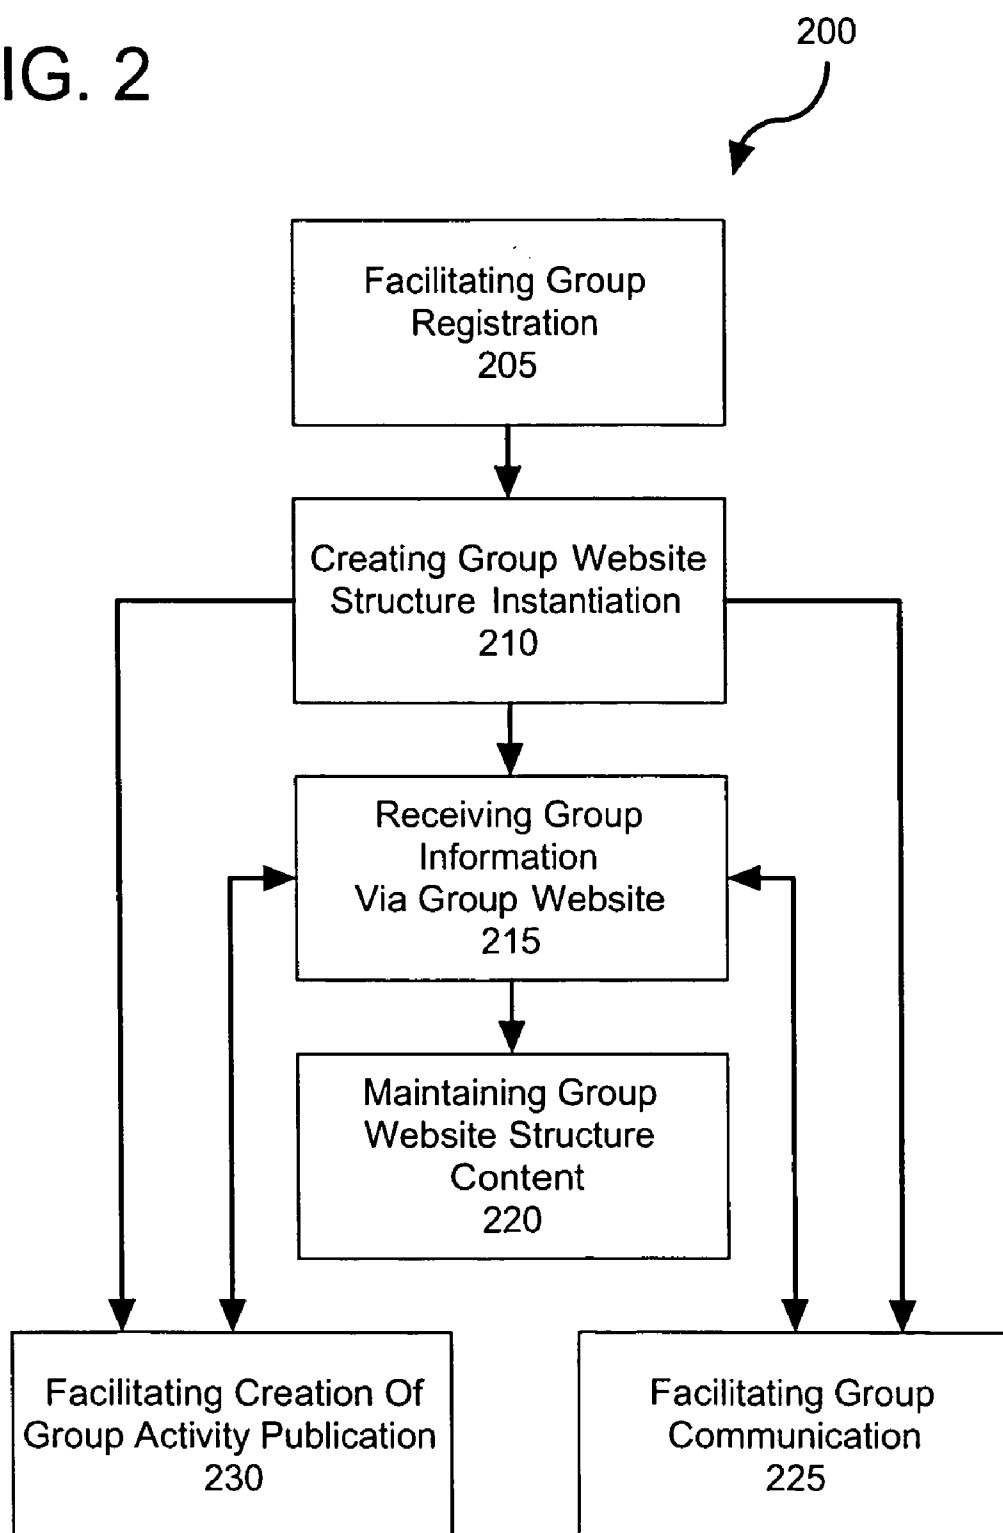 IG. 2
200
Facilitating Group
Registration
205
Creating Group Website
Structure Instantiation
210
Receiving Group
Information
Via Group Website
215
Maintaining Group
Website Structure
Content
220
Facilitating Creation Of
Group Activity Publication
230
Facilitating Group
Communication
225